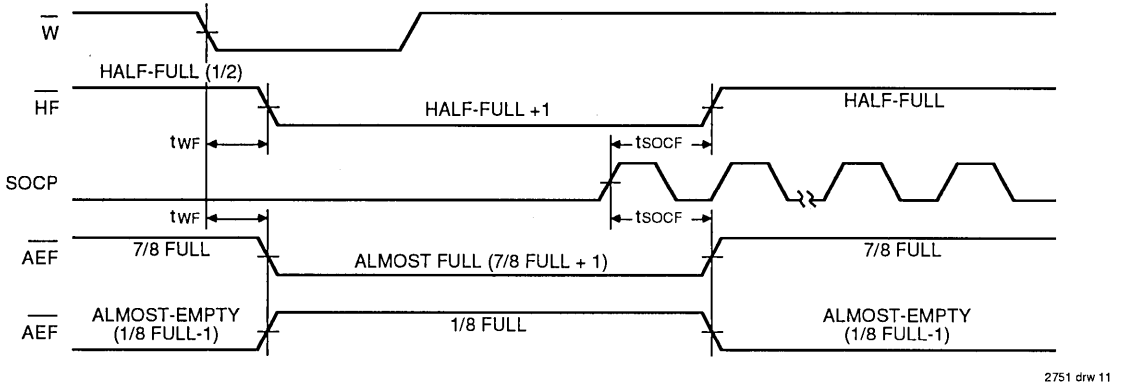 W
HALF-FULL (1/2)
HF
HALF-FULL +1
HALF-FULL
tWF
tSOCF
SOCP
tWF
tSOCF
AEF
7/8 FULL
ALMOST FULL (7/8 FULL + 1)
7/8 FULL
AEF
ALMOST-EMPTY
(1/8 FULL-1)
1/8 FULL
ALMOST-EMPTY
(1/8 FULL-1)
2751 drw 11